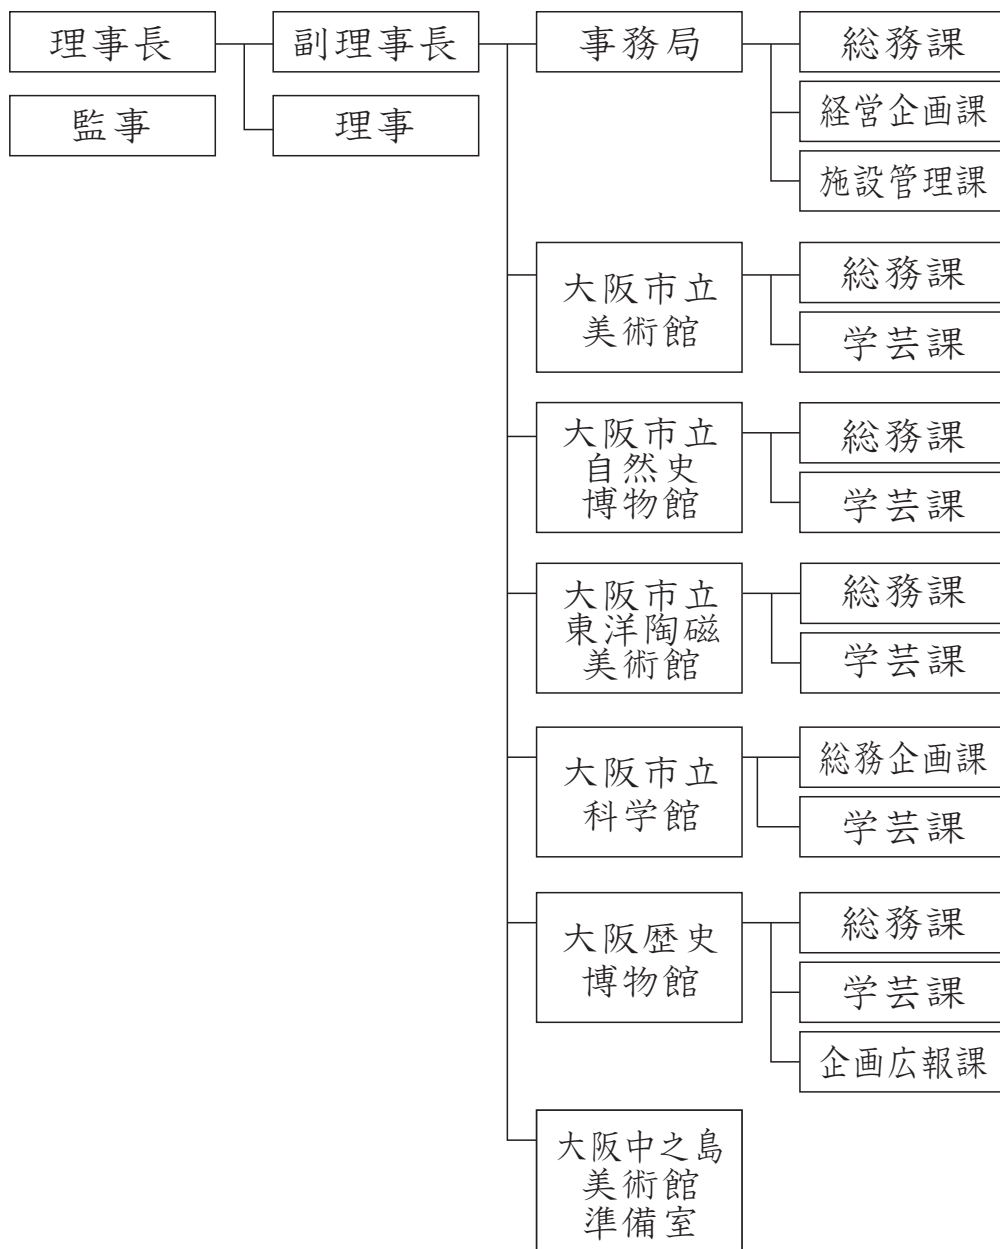 理事長
副理事長
事務局
総務課
監事
理事
経営企画課
施設管理課
大阪市立
美術館
総務課
学芸課
大阪市立
自然史
博物館
総務課
学芸課
大阪市立
東洋陶磁
美術館
総務課
学芸課
大阪市立
科学館
総務企画課
学芸課
大阪歴史
博物館
総務課
学芸課
企画広報課
大阪中之島
美術館
準備室